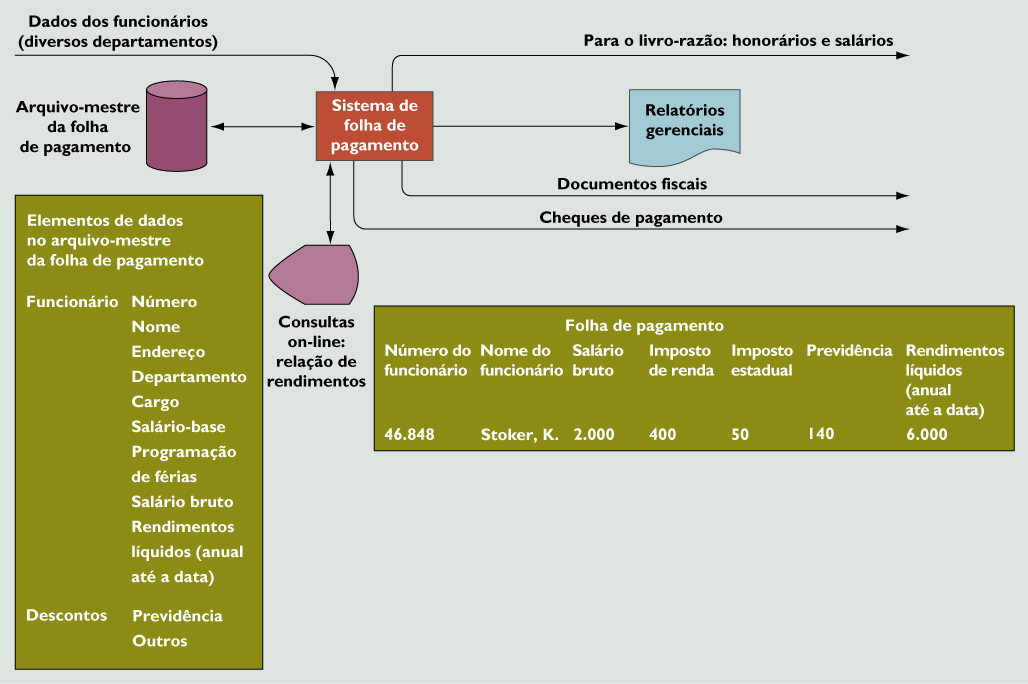 Dados dos funcionários
(diversos departamentos)
Para o livro-razão: honorários e salários
Arquivo-mestre
da folha
de pagamento
Sistema de
folha de
pagamento
Relatórios
gerenciais
Documentos fiscais
Cheques de pagamento
Elementos de dados
no arquivo-mestre
da folha de pagamento
Funcionário Número
Nome
Endereço
Departamento
Cargo
Salário-base
Programação
de férias
Salário bruto
Rendimentos
líquidos (anual
até a data)
Descontos Previdência
Outros
Consultas
on-line:
relação de
rendimentos
Folha de pagamento
Número do Nome do Salário Imposto Imposto Previdência Rendimentos
funcionário funcionário bruto de renda estadual líquidos
(anual
até a data)
46.848 Stoker, K. 2.000 400 50 140 6.000